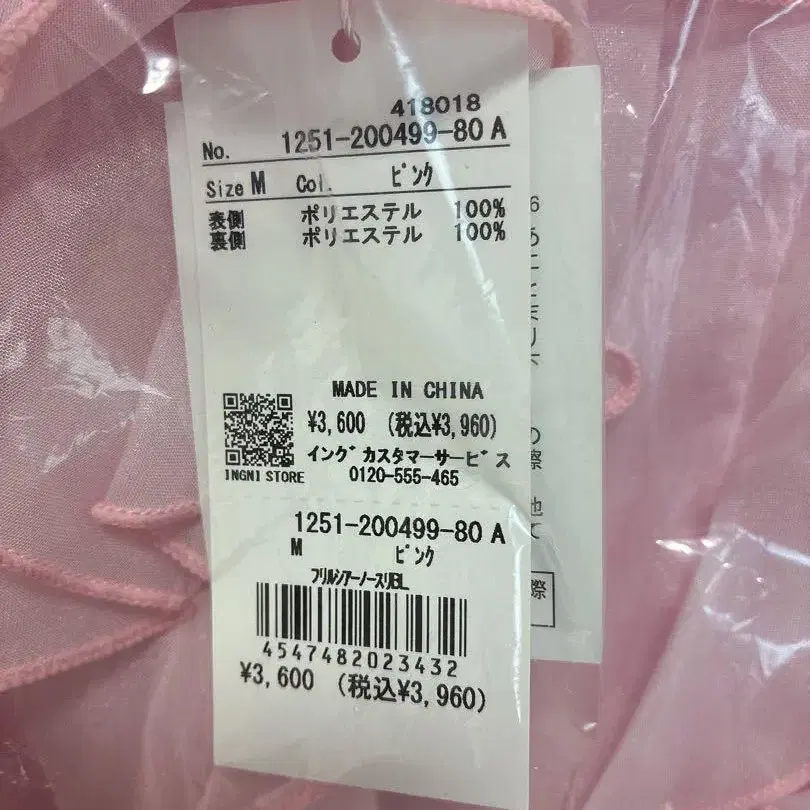 418018
No. 1251-200499-80 A
Size M Col. ﾋﾟﾝｸ
表側 ポリエステル 100%
裏側 ポリエステル 100%
MADE IN CHINA
¥3,600 (税込¥3,960)
イングﾞカスタマーサービﾞス
0120-555-465
INGNI STORE
1251-200499-80 A
M ﾋﾟﾝｸ
ﾌﾘﾙｼｱｰﾉｰｽﾘBL
4547482023432
¥3,600 (税込¥3,960)
際